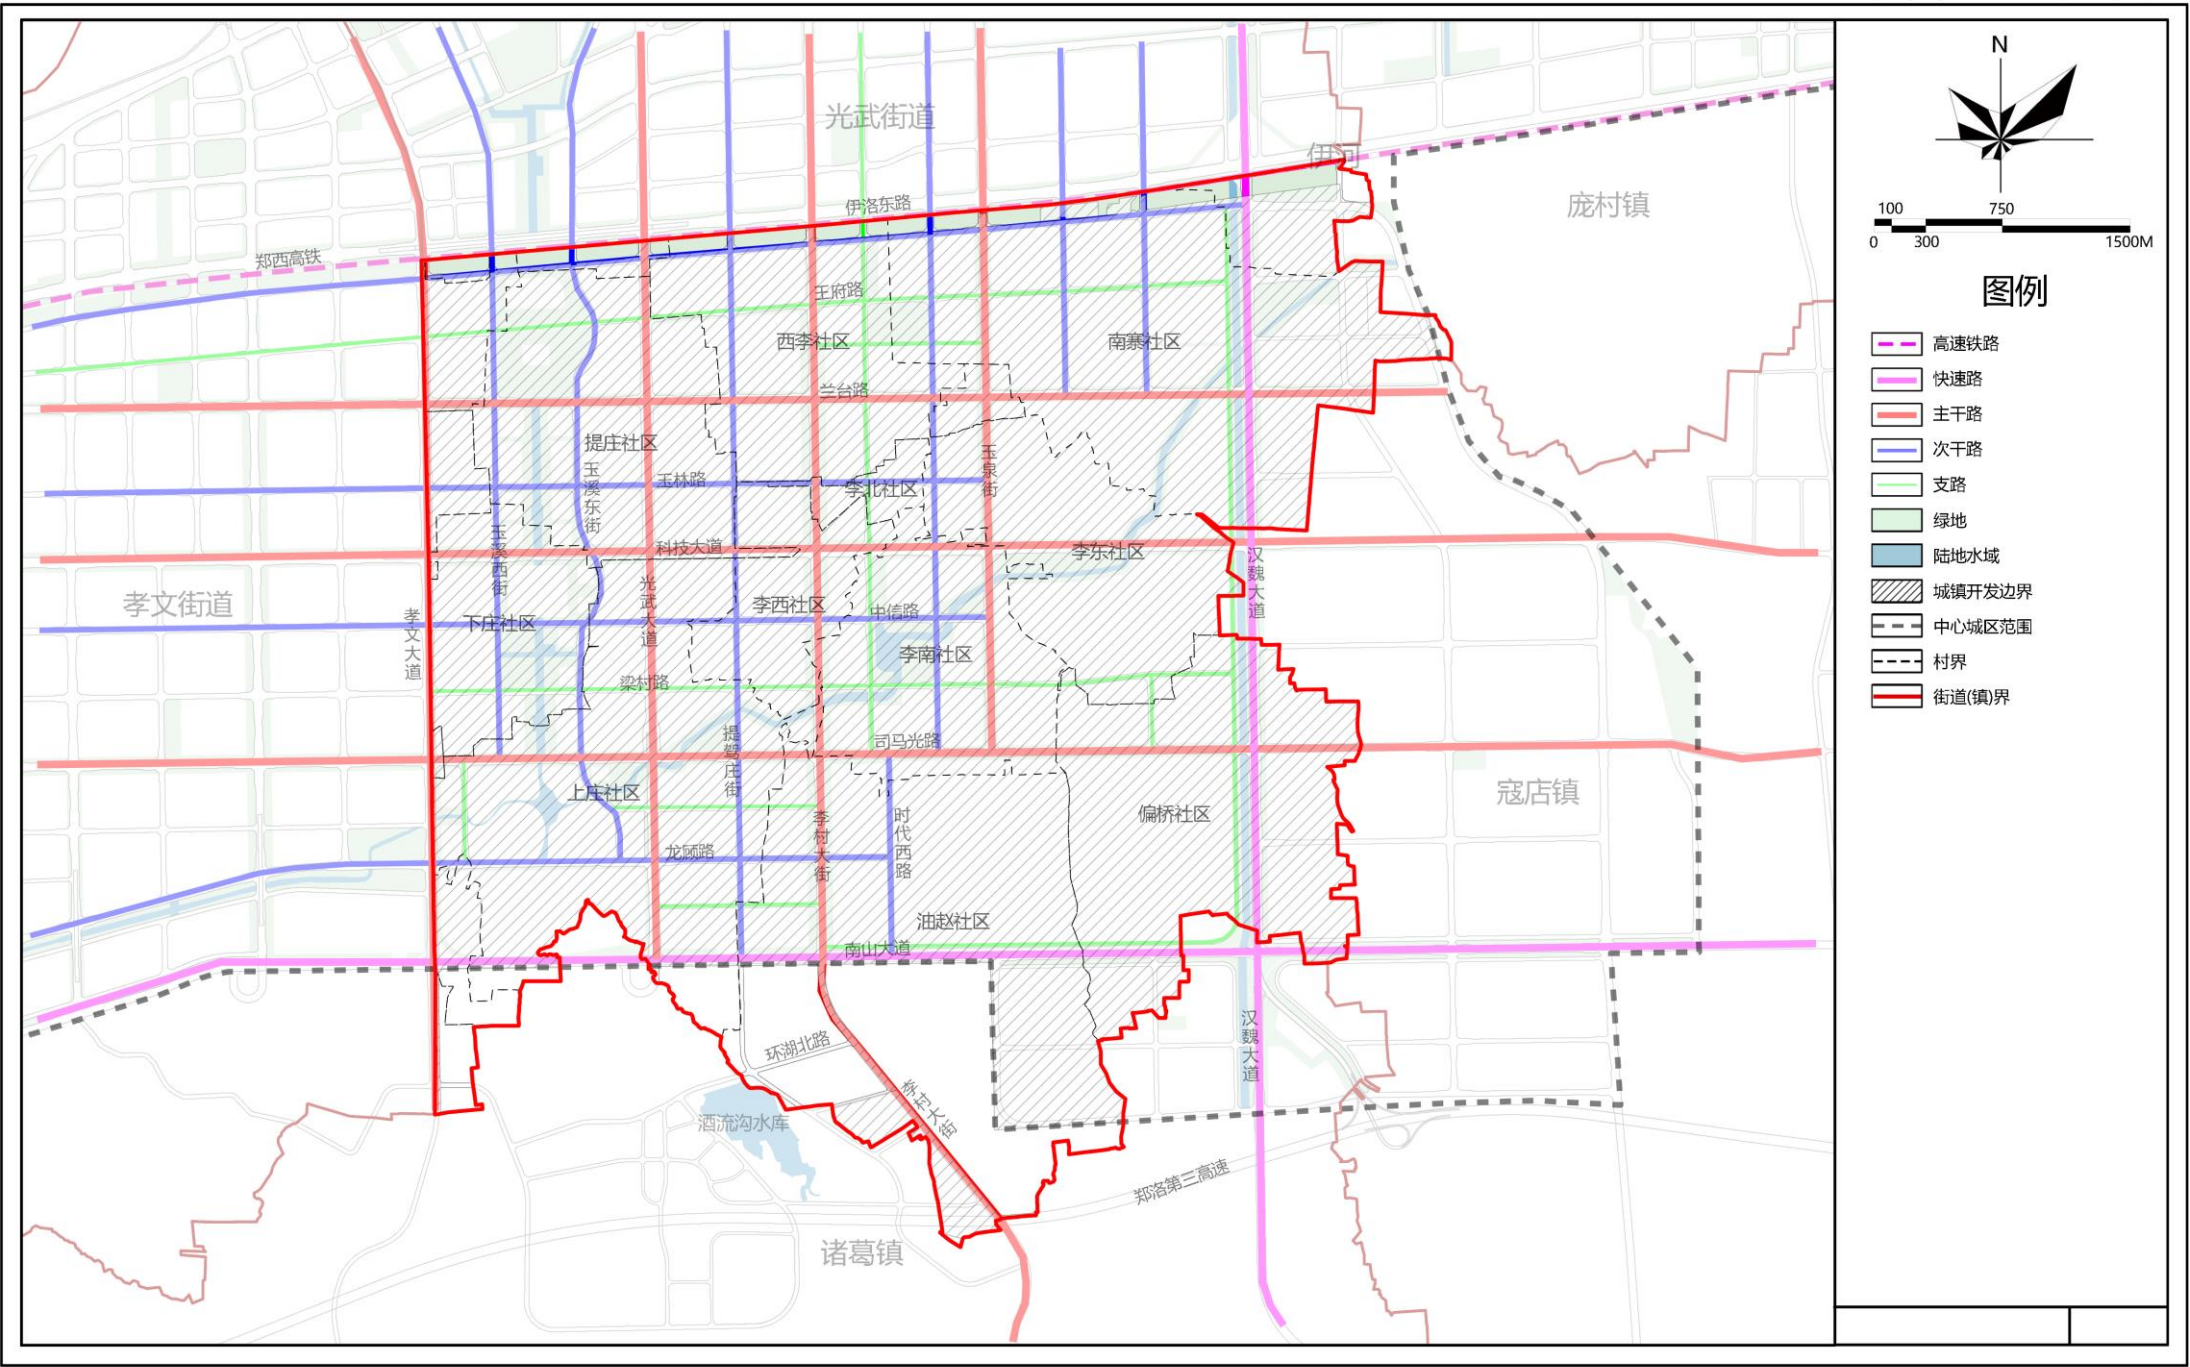 光武街道
伊河
庞村镇
伊洛东路
郑西高铁
王府路
西李社区
南寨社区
兰台路
提庄社区
玉泉街
玉溪东街
玉林路
李北社区
玉溪西街
科技大道
李东社区
汉魏大道
孝文街道
光武大道
李西社区
中信路
下庄社区
孝文大道
李南社区
梁村路
提驾庄街
司马光路
上庄社区
寇店镇
偏桥社区
李村大街
时代西路
龙顾路
油赵社区
南山大道
环湖北路
汉魏大道
李村大街
酒流沟水库
郑洛第三高速
诸葛镇
N
100 750
0 300 1500M
图例
高速铁路
快速路
主干路
次干路
支路
绿地
陆地水域
城镇开发边界
中心城区范围
村界
街道(镇)界